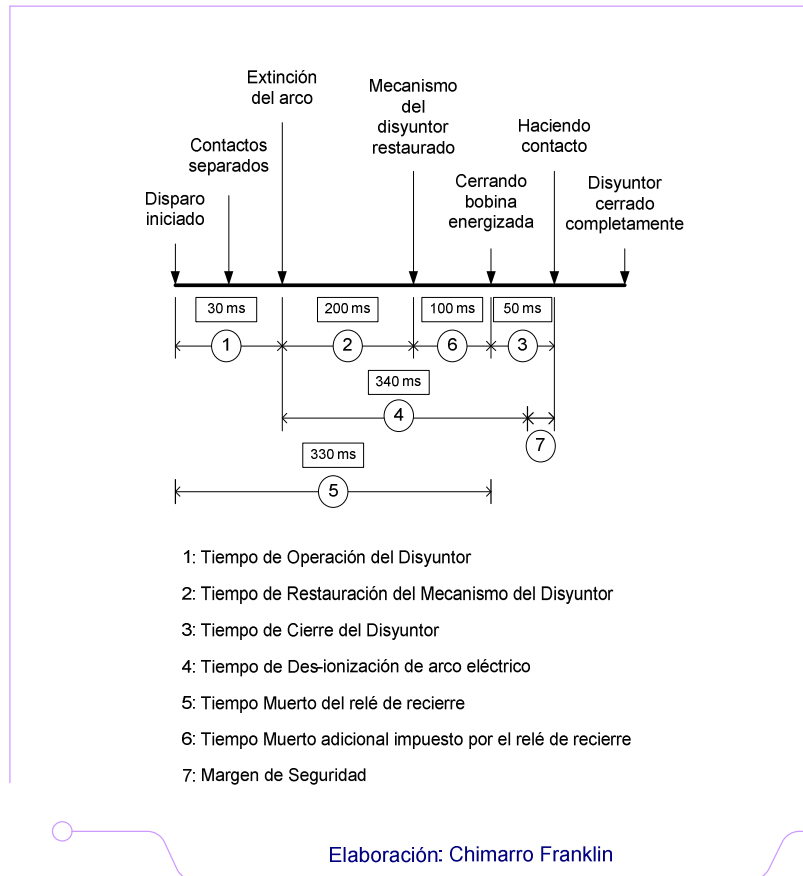 Extinción
del arco
Mecanismo
del
disyuntor
restaurado
Haciendo
contacto
Contactos
separados
Cerrando
bobina
energizada
Disyuntor
cerrado
completamente
Disparo
iniciado
30 ms
200 ms
100 ms
50 ms
1
2
6
3
340 ms
4
7
330 ms
5
1: Tiempo de Operación del Disyuntor
2: Tiempo de Restauración del Mecanismo del Disyuntor
3: Tiempo de Cierre del Disyuntor
4: Tiempo de Des-ionización de arco eléctrico
5: Tiempo Muerto del relé de recierre
6: Tiempo Muerto adicional impuesto por el relé de recierre
7: Margen de Seguridad
Elaboración: Chimarro Franklin